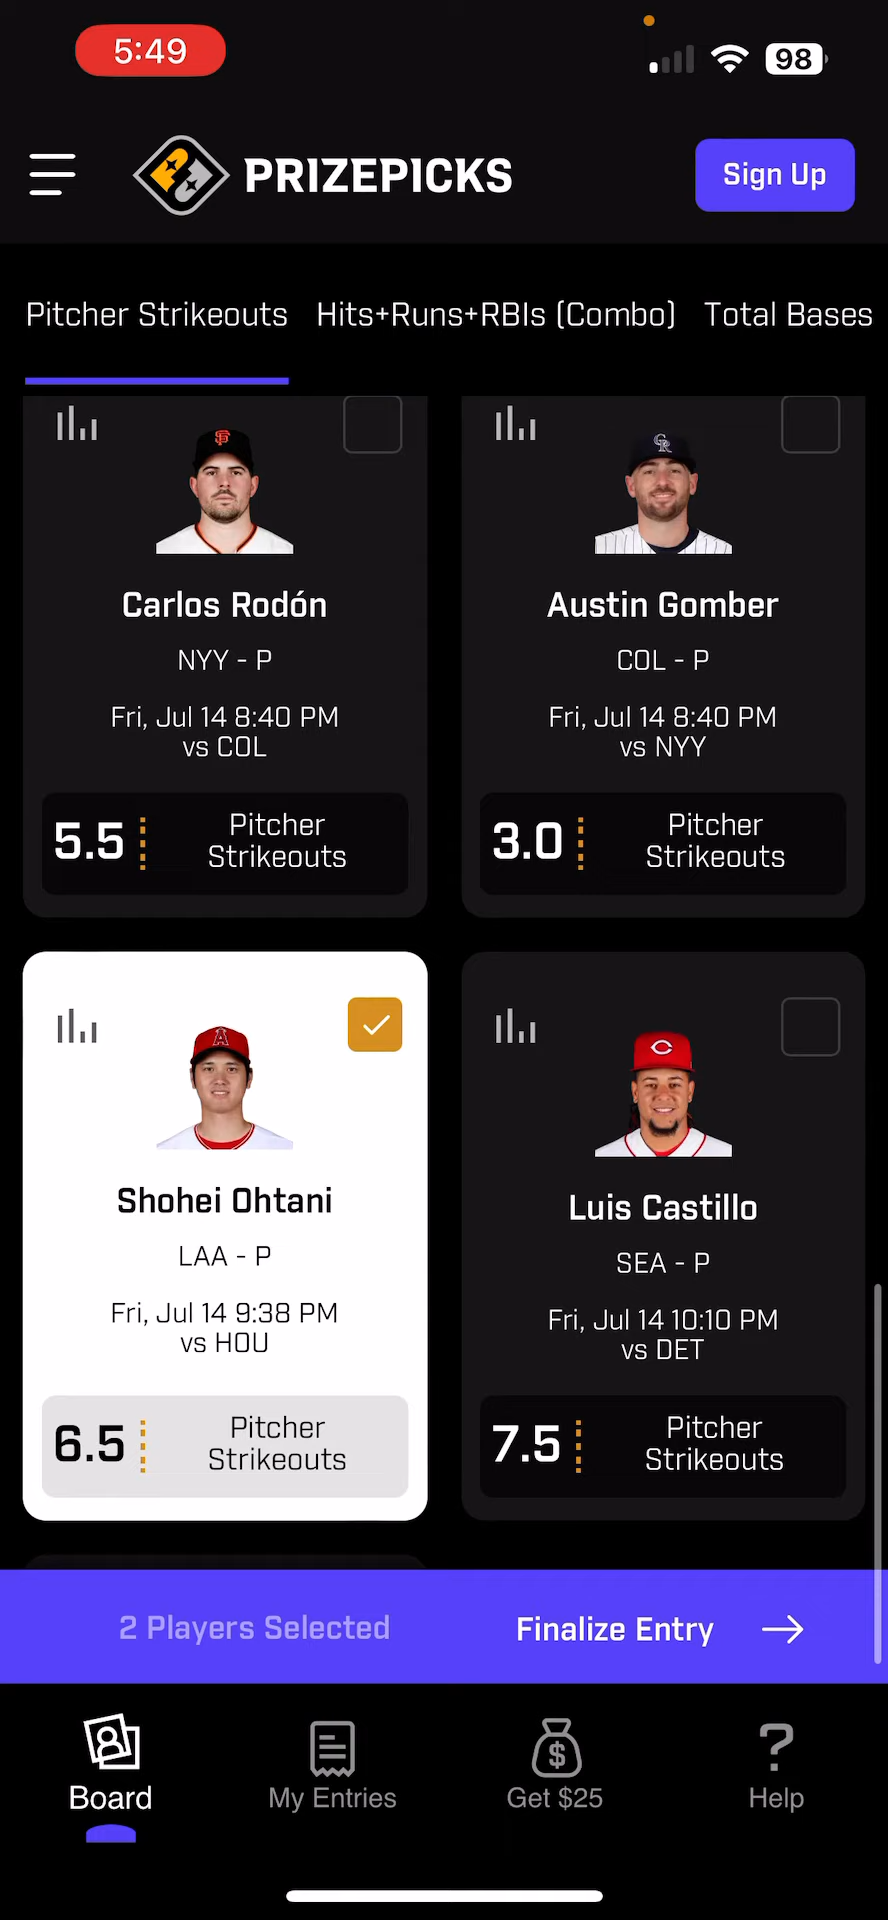 5:49
98
PRIZEPICKS
Sign Up
Pitcher Strikeouts
Hits+Runs+RBIs (Combo)
Total Bases
Carlos Rodón
NYY - P
Fri, Jul 14 8:40 PM
vs COL
5.5
Pitcher
Strikeouts
Austin Gomber
COL - P
Fri, Jul 14 8:40 PM
vs NYY
3.0
Pitcher
Strikeouts
Shohei Ohtani
LAA - P
Fri, Jul 14 9:38 PM
vs HOU
6.5
Pitcher
Strikeouts
Luis Castillo
SEA - P
Fri, Jul 14 10:10 PM
vs DET
7.5
Pitcher
Strikeouts
2 Players Selected
Finalize Entry
Board
My Entries
Get $25
Help